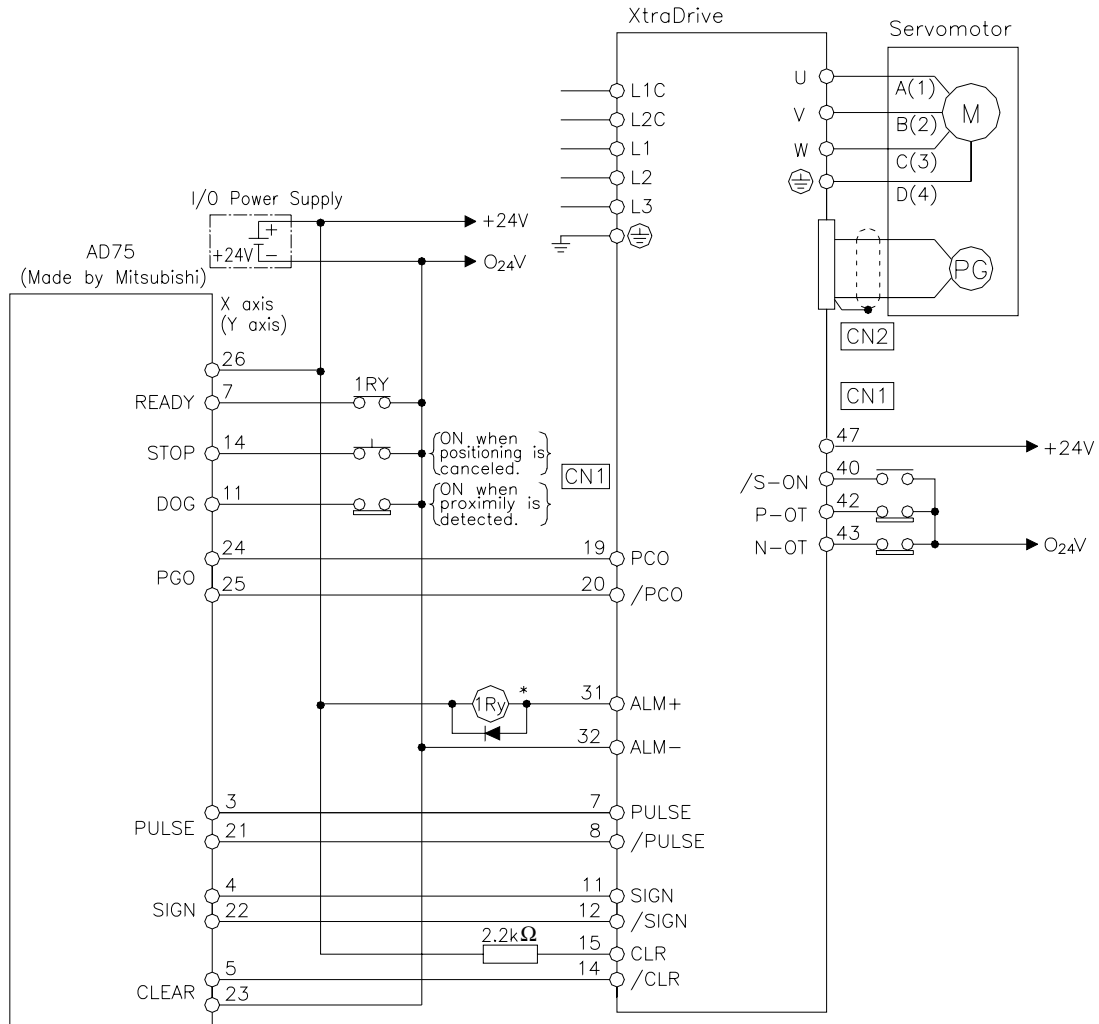 XtraDrive
Servomotor
L1C
L2C
L1
L2
L3
U
V
W
A(1)
B(2)
C(3)
D(4)
M
PG
CN2
CN1
I/O Power Supply
+
+24V
-
+24V
O24V
AD75
(Made by Mitsubishi)
X axis
(Y axis)
26
READY 7 1RY
STOP 14
ON when
positioning is
canceled.
DOG 11
ON when
proximily is
detected.
CN1
47 +24V
/S-ON 40
P-OT 42
N-OT 43 O24V
PGO
24 19 PCO
25 20 /PCO
1Ry * 31 ALM+
32 ALM-
PULSE
3 7 PULSE
21 8 /PULSE
SIGN
4 11 SIGN
22 12 /SIGN
2.2kΩ 15 CLR
CLEAR
5 14 /CLR
23